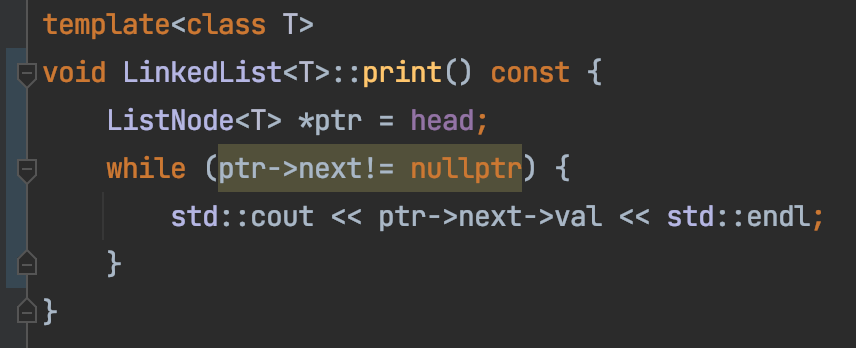 template<class T>
void LinkedList<T>::print() const {
    ListNode<T> *ptr = head;
    while (ptr->next!= nullptr) {
        std::cout << ptr->next->val << std::endl;
    }
}